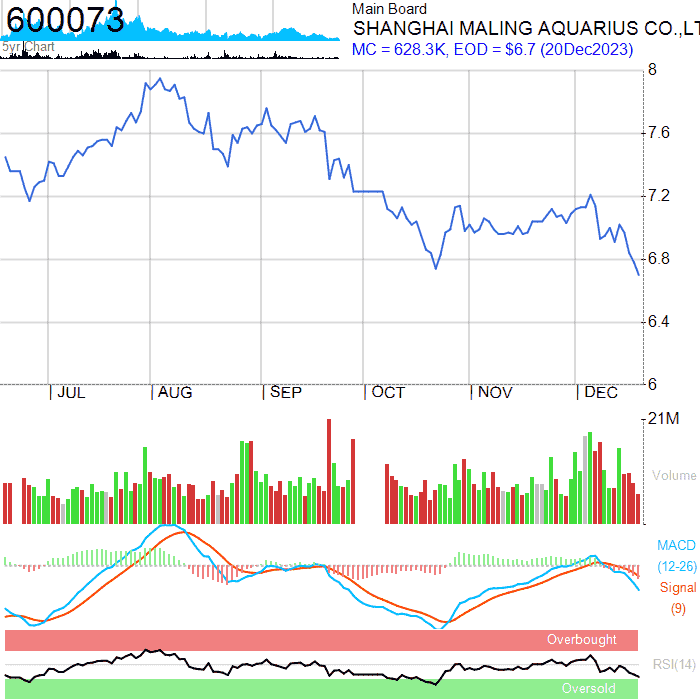 600073
5yr Chart
Main Board
SHANGHAI MALING AQUARIUS CO.,LT
MC = 628.3K, EOD = $6.7 (20Dec2023)
8
7.6
7.2
6.8
6.4
6
JUL
AUG
SEP
OCT
NOV
DEC
21M
Volume
MACD
(12-26)
Signal
(9)
Overbought
RSI(14)
Oversold